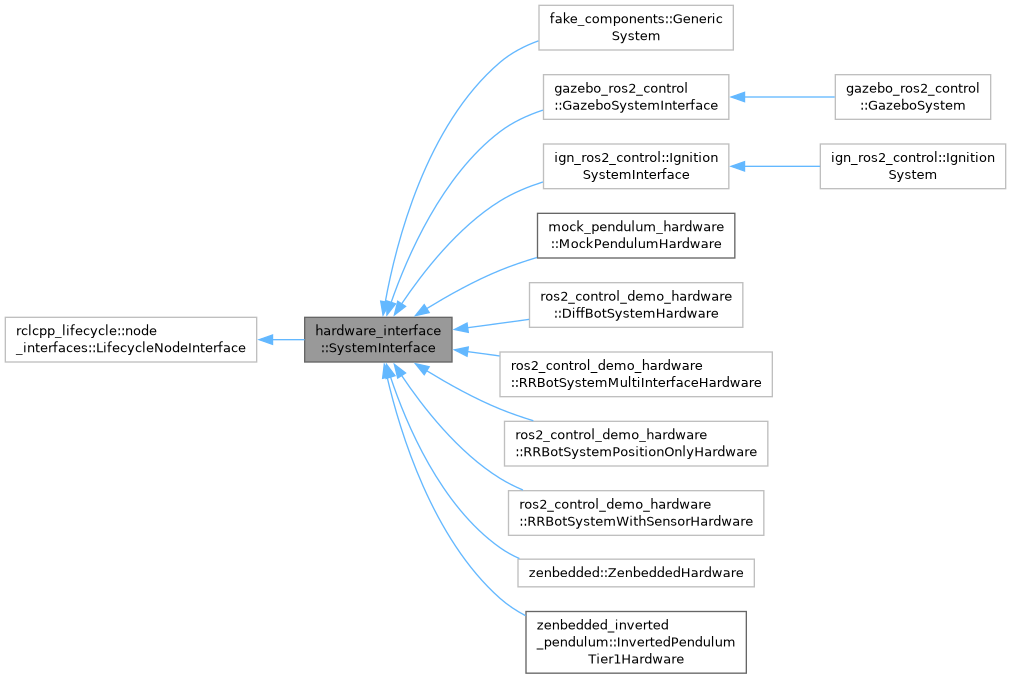 fake_components::Generic
System
gazebo_ros2_control
::GazeboSystemInterface
gazebo_ros2_control
::GazeboSystem
ign_ros2_control::Ignition
SystemInterface
ign_ros2_control::Ignition
System
mock_pendulum_hardware
::MockPendulumHardware
ros2_control_demo_hardware
::DiffBotSystemHardware
rclcpp_lifecycle::node
_interfaces::LifecycleNodeInterface
hardware_interface
::SystemInterface
ros2_control_demo_hardware
::RRBotSystemMultiInterfaceHardware
ros2_control_demo_hardware
::RRBotSystemPositionOnlyHardware
ros2_control_demo_hardware
::RRBotSystemWithSensorHardware
zenbedded::ZenbeddedHardware
zenbedded_inverted
_pendulum::InvertedPendulum
Tier1Hardware